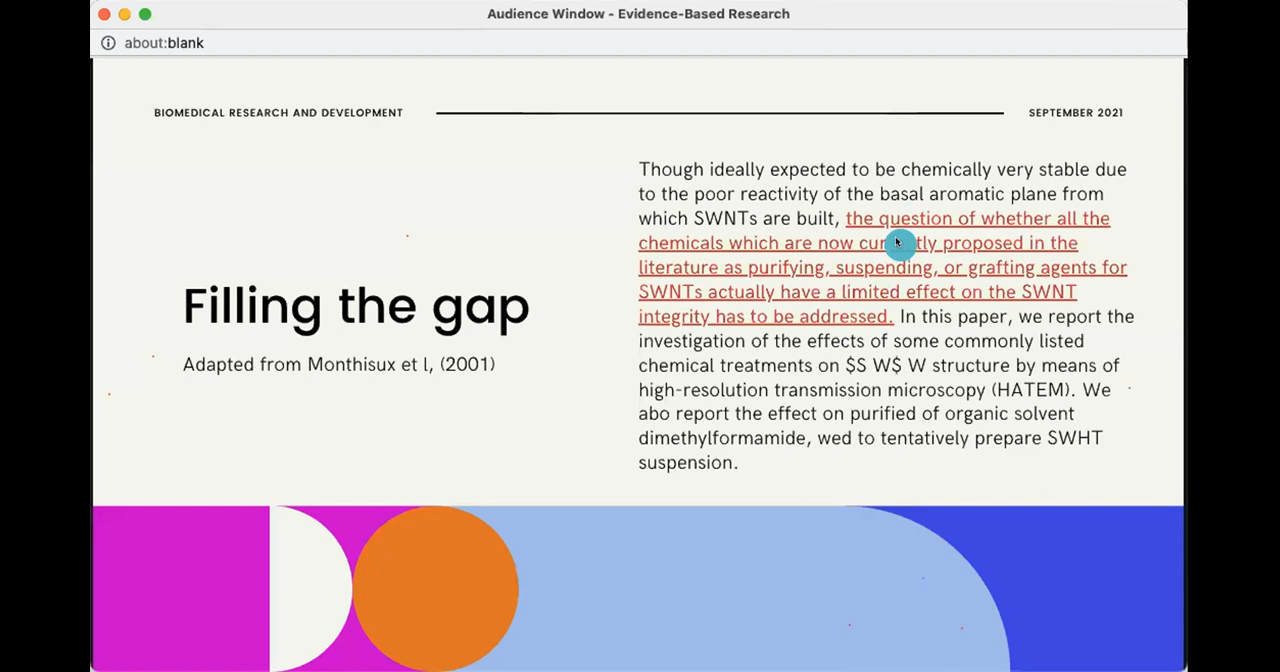 Audience Window - Evidence-Based Research
about:blank
BIOMEDICAL RESEARCH AND DEVELOPMENT
SEPTEMBER 2021
Filling the gap
Adapted from Monthisux et l, (2001)
Though ideally expected to be chemically very stable due
to the poor reactivity of the basal aromatic plane from
which SWNTs are built, the question of whether all the
chemicals which are now currently proposed in the
literature as purifying, suspending, or grafting agents for
SWNTs actually have a limited effect on the SWNT
integrity has to be addressed. In this paper, we report the
investigation of the effects of some commonly listed
chemical treatments on $S W$ W structure by means of
high-resolution transmission microscopy (HATEM). We
abo report the effect on purified of organic solvent
dimethylformamide, wed to tentatively prepare SWHT
suspension.